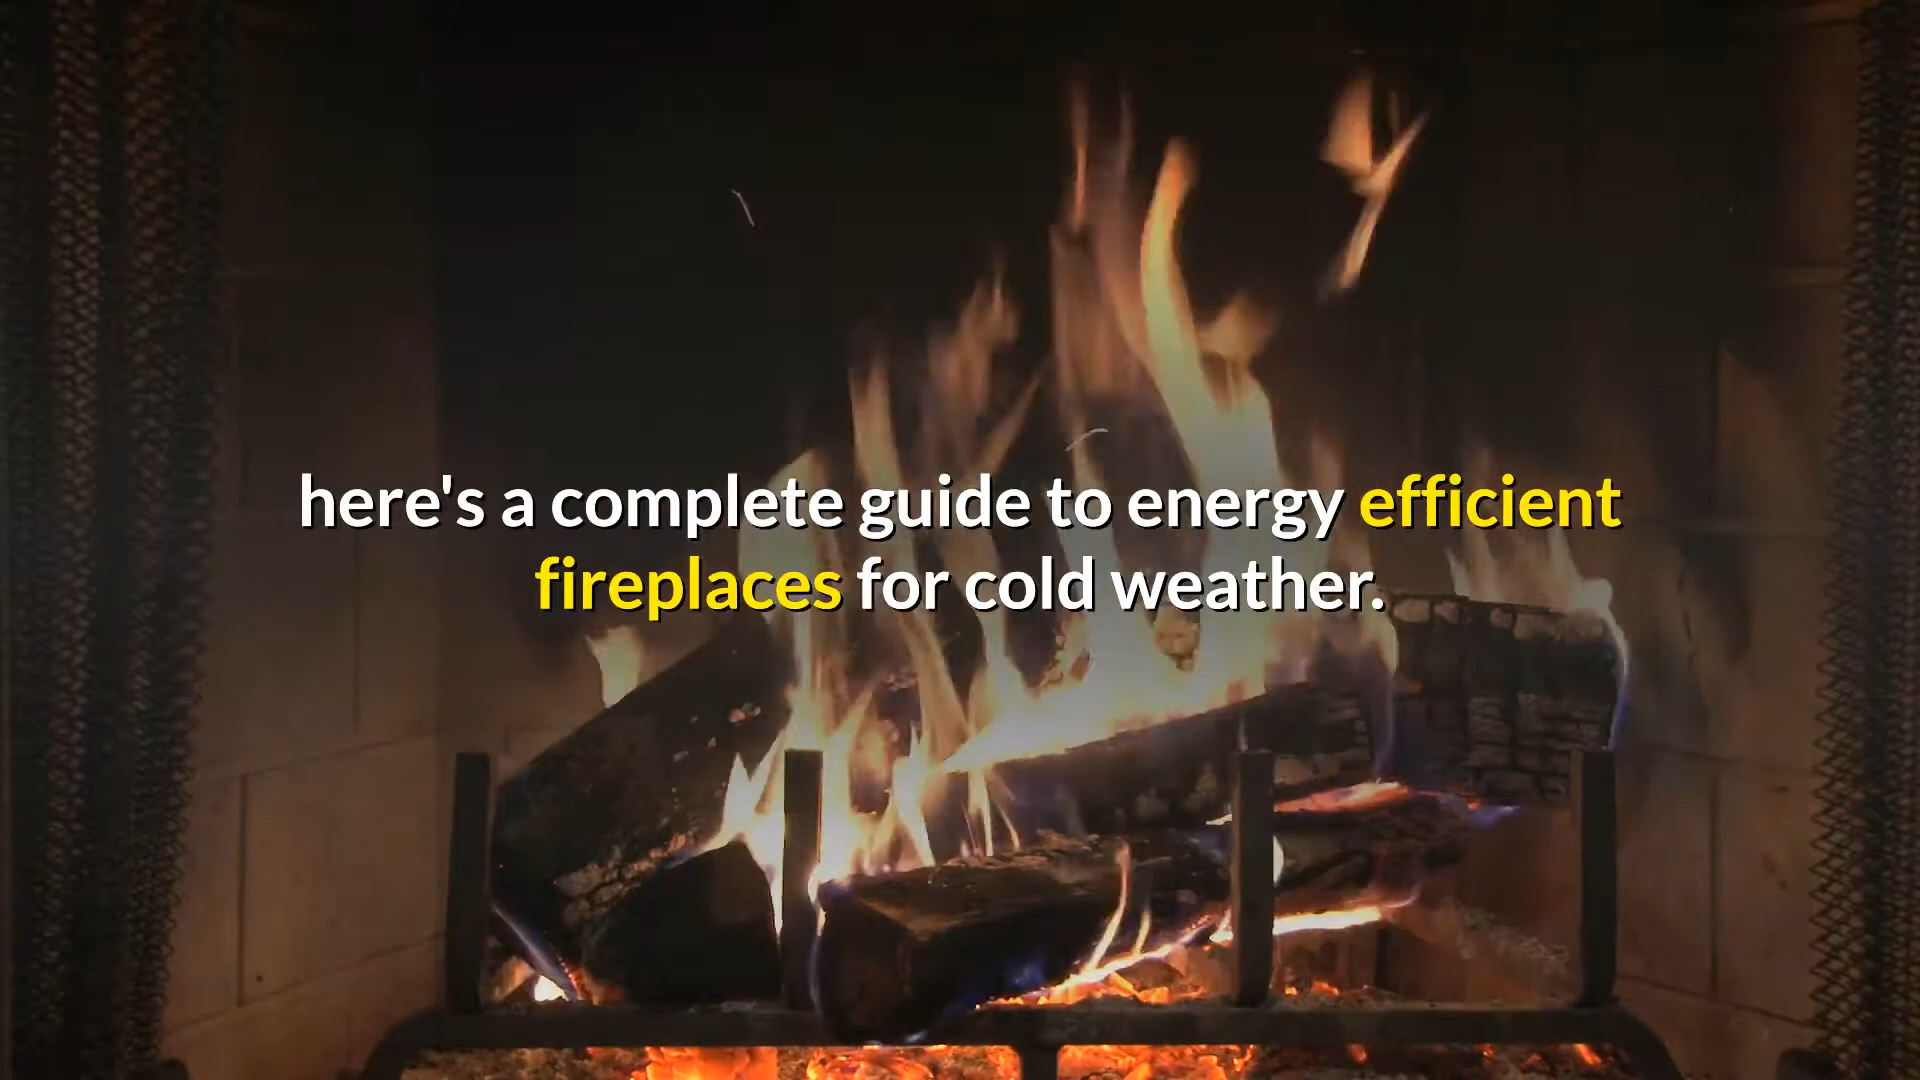 here's a complete guide to energy efficient
fireplaces for cold weather.